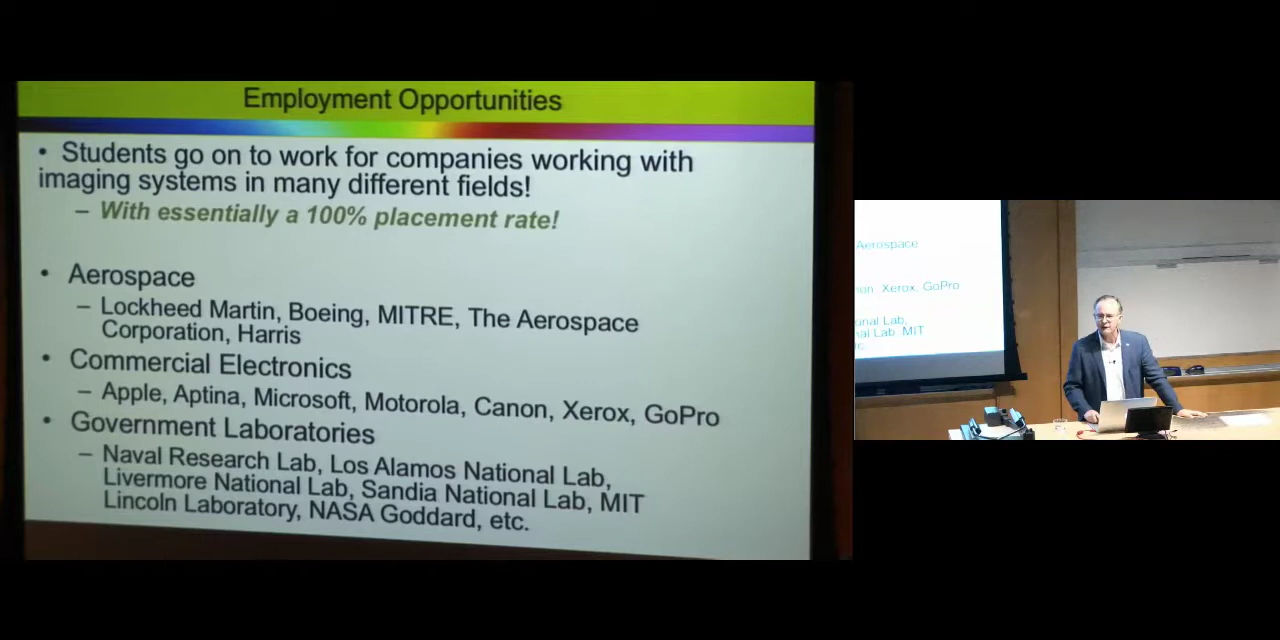 Employment Opportunities
• Students go on to work for companies working with
imaging systems in many different fields!
– With essentially a 100% placement rate!
• Aerospace
– Lockheed Martin, Boeing, MITRE, The Aerospace
Corporation, Harris
• Commercial Electronics
– Apple, Aptina, Microsoft, Motorola, Canon, Xerox, GoPro
• Government Laboratories
– Naval Research Lab, Los Alamos National Lab,
Livermore National Lab, Sandia National Lab, MIT
Lincoln Laboratory, NASA Goddard, etc.
Aerospace
Xerox, GoPro
Lab,
Lab, MIT